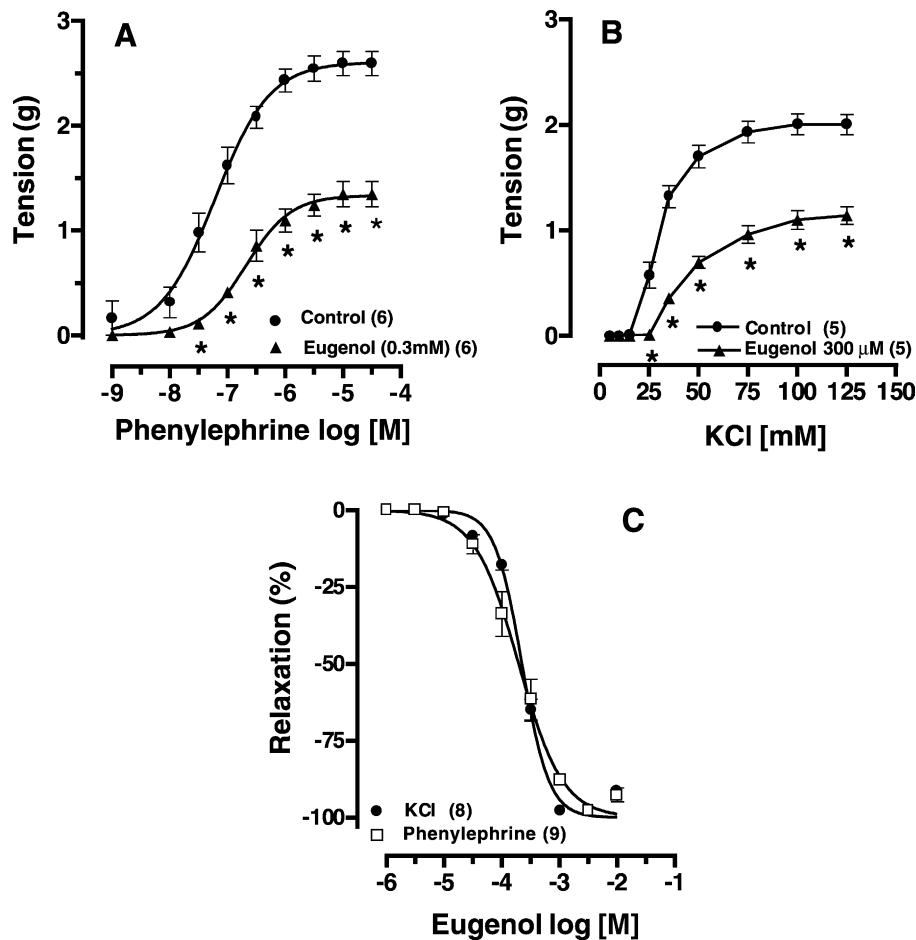 A
3
2
1
0
Tension (g)
*
*
*
*
*
*
*
Control (6)
Eugenol (0.3mM) (6)
-9 -8 -7 -6 -5 -4
Phenylephrine log [M]
B
3
2
1
0
Tension (g)
*
*
*
*
*
*
Control (5)
Eugenol 300 µM (5)
0 25 50 75 100 125 150
KCl [mM]
C
0
-25
-50
-75
-100
Relaxation (%)
KCl (8)
Phenylephrine (9)
-6 -5 -4 -3 -2 -1
Eugenol log [M]